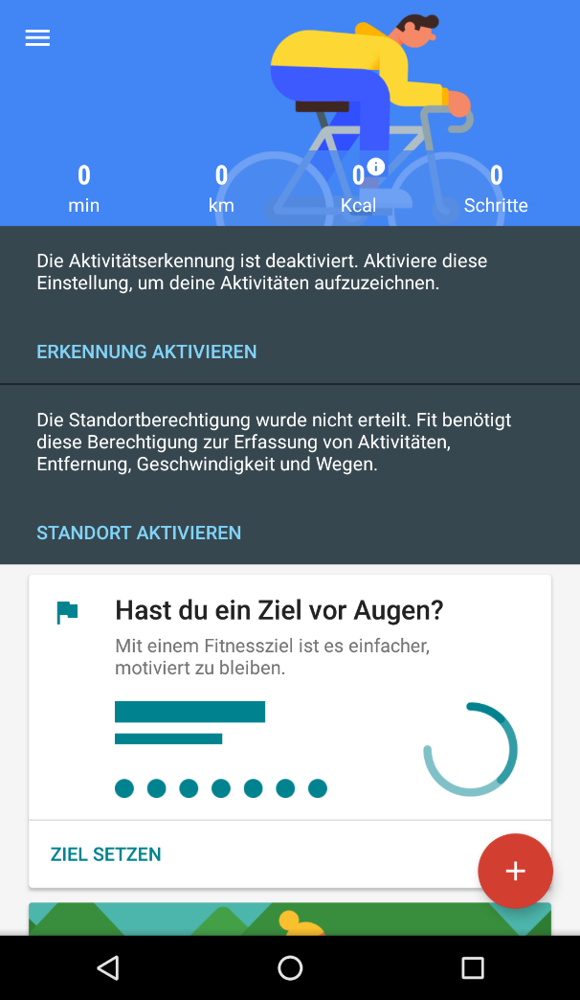 0 0 0 0
min km Kcal Schritte
Die Aktivitätserkennung ist deaktiviert. Aktiviere diese
Einstellung, um deine Aktivitäten aufzuzeichnen.
ERKENNUNG AKTIVIEREN
Die Standortberechtigung wurde nicht erteilt. Fit benötigt
diese Berechtigung zur Erfassung von Aktivitäten,
Entfernung, Geschwindigkeit und Wegen.
STANDORT AKTIVIEREN
Hast du ein Ziel vor Augen?
Mit einem Fitnessziel ist es einfacher,
motiviert zu bleiben.
ZIEL SETZEN